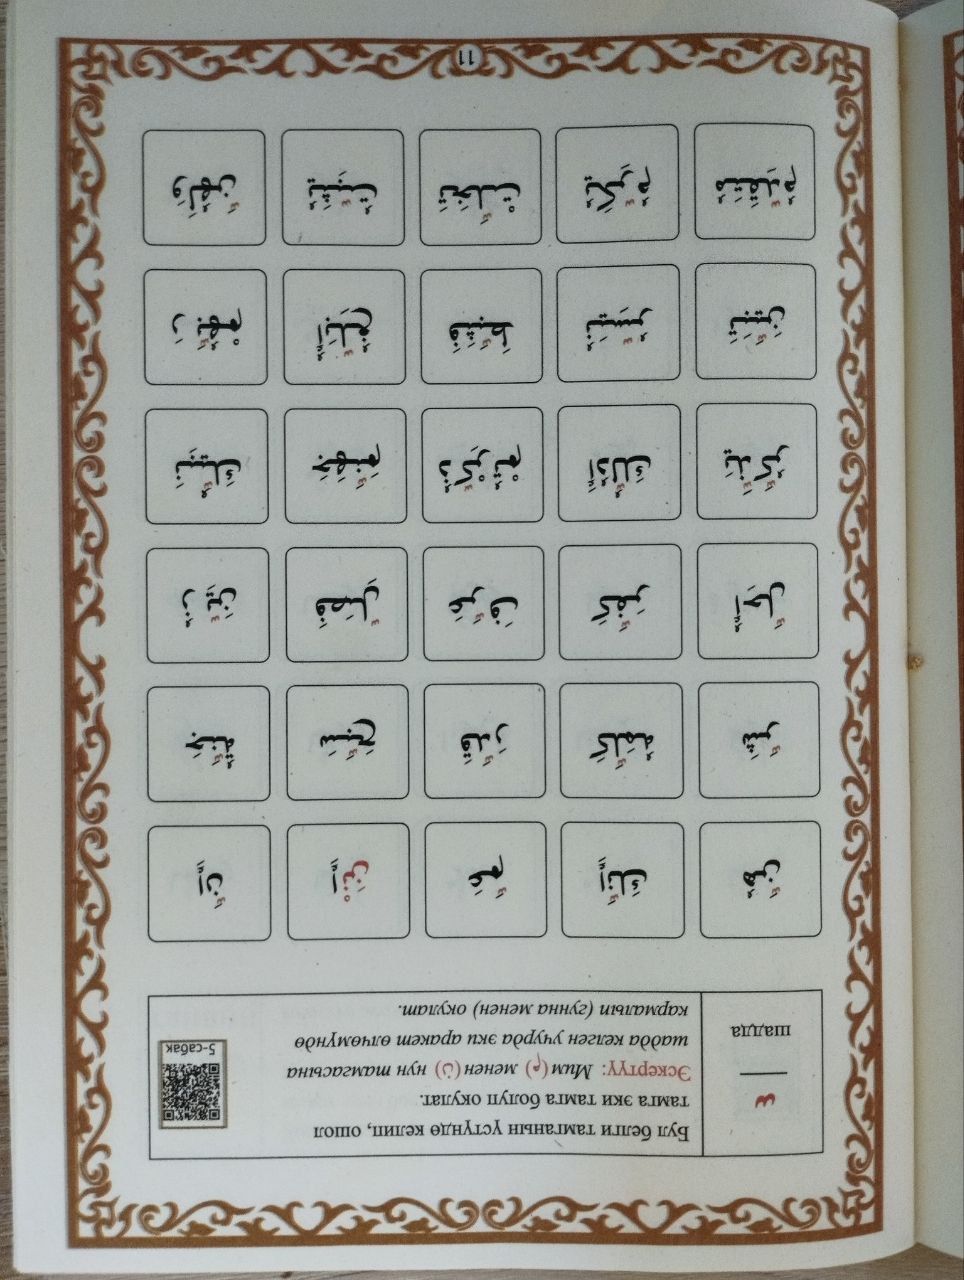 шадда
Бул белги тамганын үстүндө келип, ошол
тамга эки тамга болуп окулат.
Эскертүү: Мим (م) менен (ن) нун тамгасына
шадда келген учурда эки аракет өлчөмүндө
кармалып (гунна менен) окулат.
5-сабак
إِنَّ إِنْنَ عَمَّ إِنَّكَ هُنَّ
جَنَّةُ سَبَّحَ قَدَّرَ كَلَّمَهُ شَرَّ
زَيَّنَ فَصِّلَ عَرَّفَ كَفَّرَ أُحِلَّ
نَبِيُّكَ جَهَنَّمَ ذُكِّرْتُمْ أَدُلُّكَ يَذَّكَّرُ
رَبَّهُمْ أُبَلِّغُ فَثَبَّطَ نُيَسِّرُ تَبَيَّنَ
وَلَهُنَّ يُثَبِّتُ تَخَلَّتْ يُكَرِّمُ مُتَقَدِّمُ
11